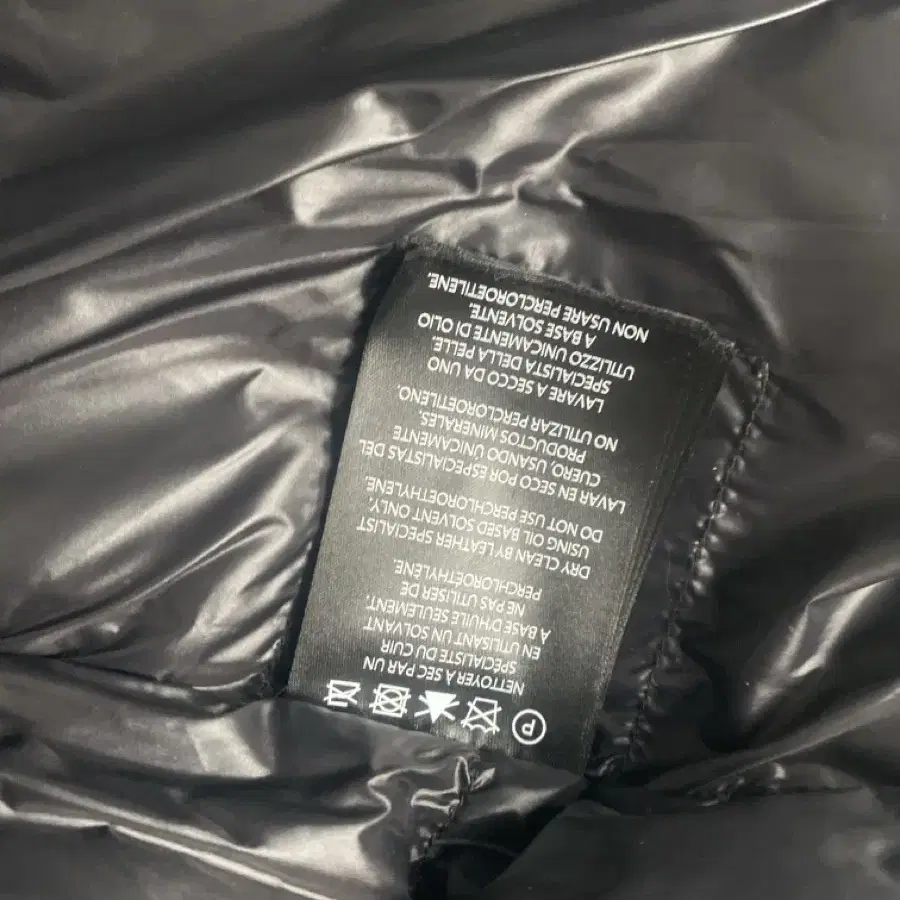 P
NETTOYER À SEC PAR UN
SPÉCIALISTE DU CUIR
EN UTILISANT UN SOLVANT
À BASE D'HUILE SEULEMENT.
NE PAS UTILISER DE
PERCHLOROETHYLENE.
DRY CLEAN BY LEATHER SPECIALIST
USING OIL BASED SOLVENT ONLY.
DO NOT USE PERCHLOROETHYLENE.
LAVAR EN SECO POR ESPECIALISTAS DEL
CUERO, USANDO UNICAMENTE
PRODUCTOS MINERALES.
NO UTILIZAR PERCLOROETILENO.
LAVARE A SECCO DA UNO
SPECIALISTA DELLA PELLE.
UTILIZZO UNICAMENTE DI OLIO
A BASE SOLVENTE.
NON USARE PERCLOROETILENE.